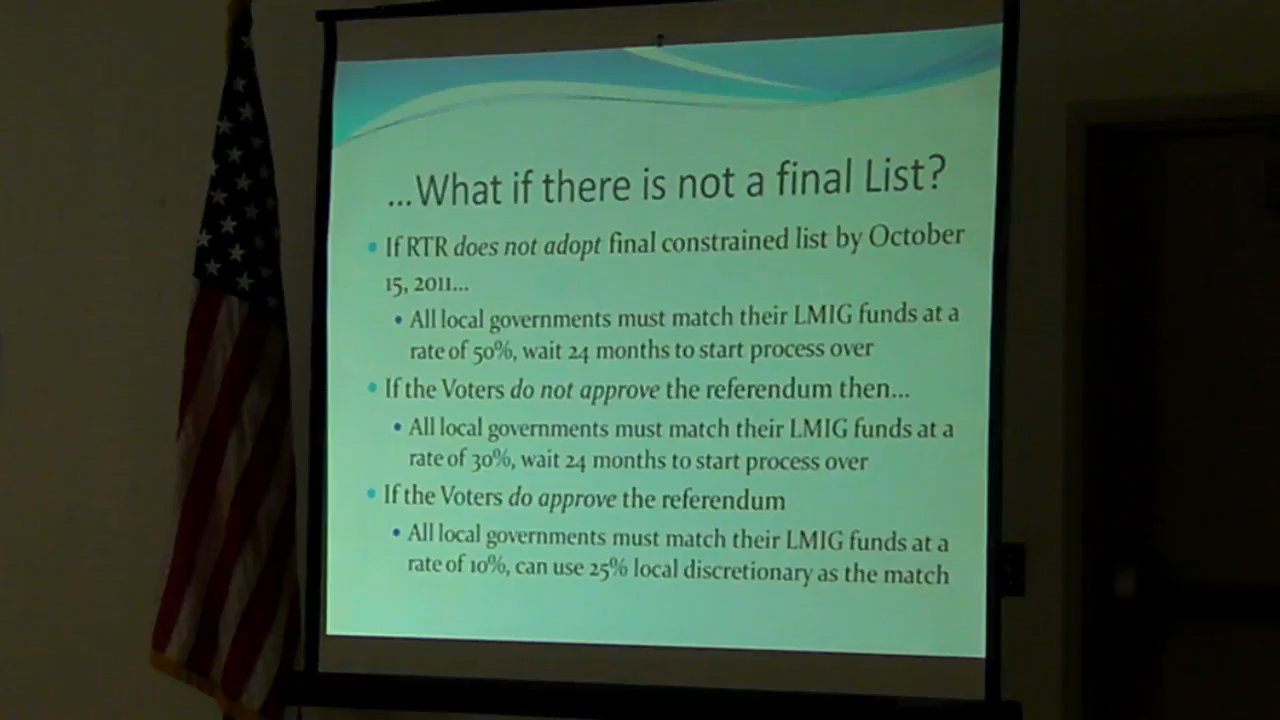 ...What if there is not a final List?
• If RTR does not adopt final constrained list by October
15, 2011...
• All local governments must match their LMIG funds at a
rate of 50%, wait 24 months to start process over
• If the Voters do not approve the referendum then...
• All local governments must match their LMIG funds at a
rate of 30%, wait 24 months to start process over
• If the Voters do approve the referendum
• All local governments must match their LMIG funds at a
rate of 10%, can use 25% local discretionary as the match